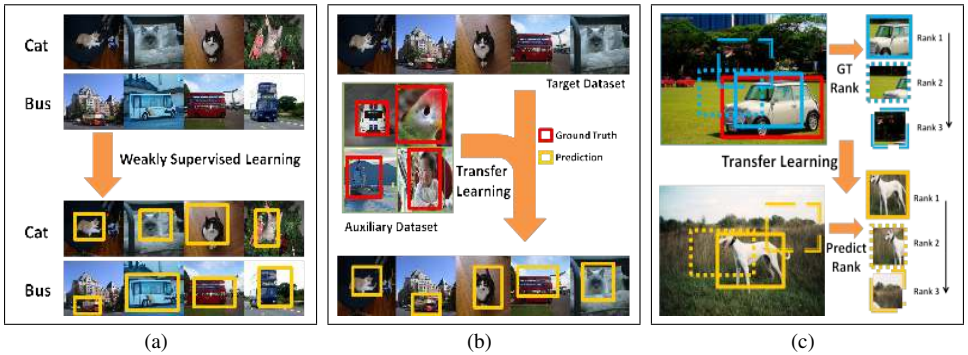 Cat
Bus
Weakly Supervised Learning
Cat
Bus
(a)
Target Dataset
Ground Truth
Prediction
Transfer
Learning
Auxiliary Dataset
(b)
GT
Rank
Rank 1
Rank 2
Rank 3
Transfer Learning
Predict
Rank
Rank 1
Rank 2
Rank 3
(c)